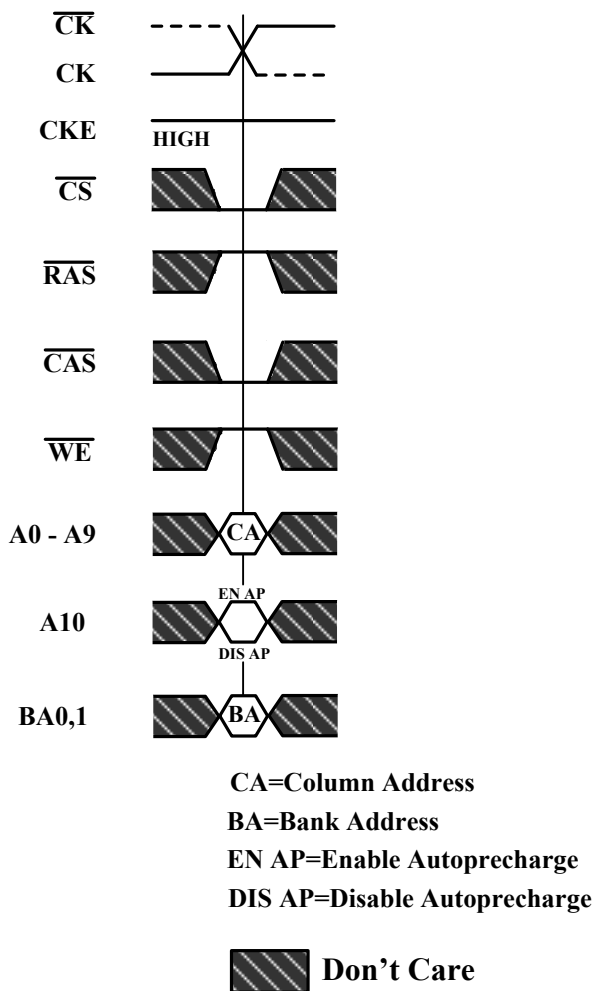 CK
CK
CKE
HIGH
CS
RAS
CAS
WE
A0 - A9
CA
EN AP
A10
DIS AP
BA0,1
BA
CA=Column Address
BA=Bank Address
EN AP=Enable Autoprecharge
DIS AP=Disable Autoprecharge
Don’t Care